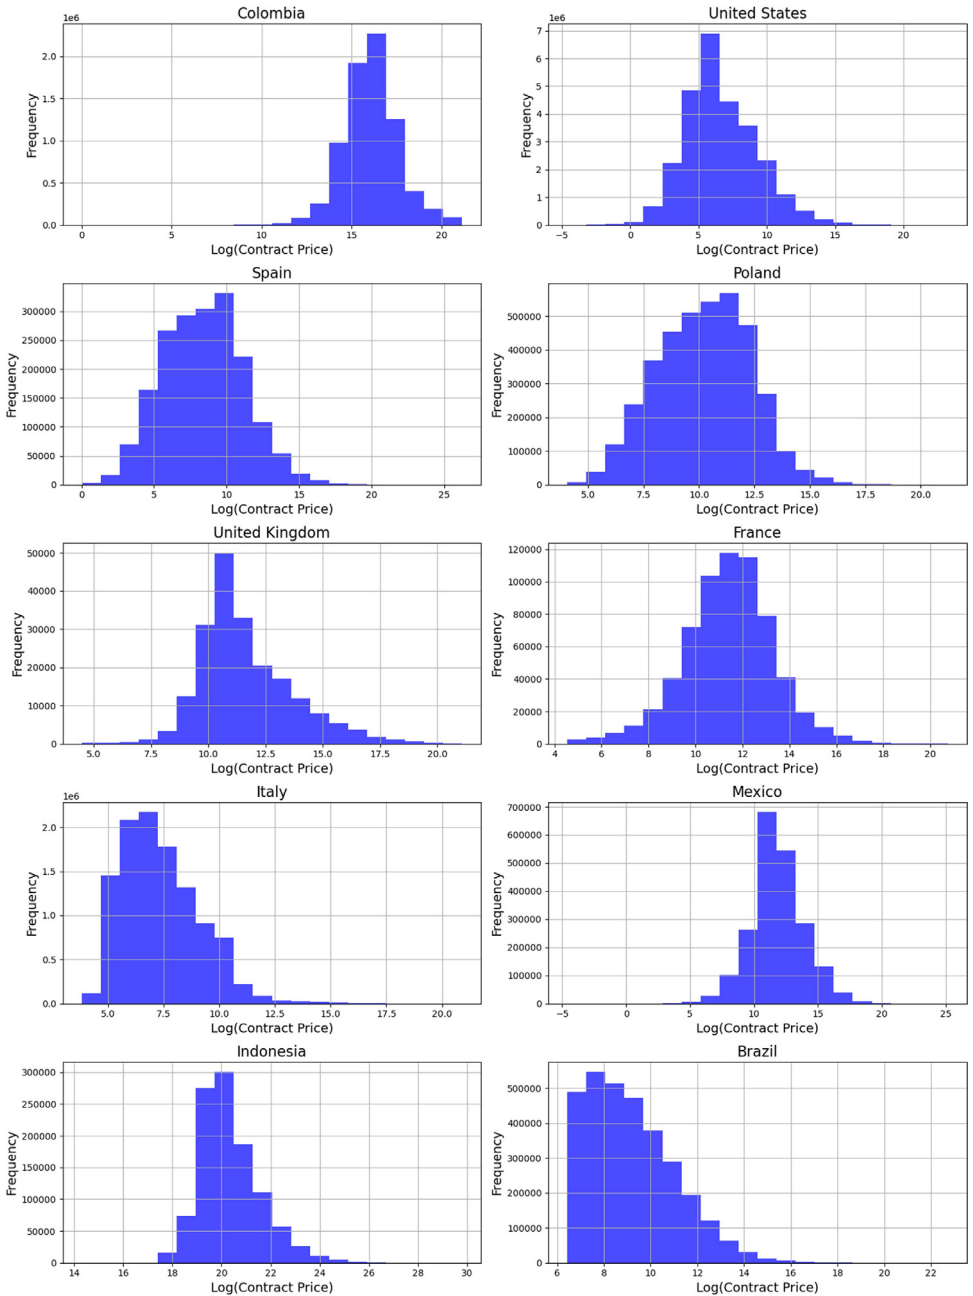 Colombia
1e6
2.0
1.5
1.0
0.5
0.0
0 5 10 15 20
Frequency
Log(Contract Price)
United States
1e6
7
6
5
4
3
2
1
0
−5 0 5 10 15 20
Frequency
Log(Contract Price)
Spain
300000
250000
200000
150000
100000
50000
0
0 5 10 15 20 25
Frequency
Log(Contract Price)
Poland
500000
400000
300000
200000
100000
0
5.0 7.5 10.0 12.5 15.0 17.5 20.0
Frequency
Log(Contract Price)
United Kingdom
50000
40000
30000
20000
10000
0
5.0 7.5 10.0 12.5 15.0 17.5 20.0
Frequency
Log(Contract Price)
France
120000
100000
80000
60000
40000
20000
0
4 6 8 10 12 14 16 18 20
Frequency
Log(Contract Price)
Italy
1e6
2.0
1.5
1.0
0.5
0.0
5.0 7.5 10.0 12.5 15.0 17.5 20.0
Frequency
Log(Contract Price)
Mexico
700000
600000
500000
400000
300000
200000
100000
0
−5 0 5 10 15 20 25
Frequency
Log(Contract Price)
Indonesia
300000
250000
200000
150000
100000
50000
0
14 16 18 20 22 24 26 28 30
Frequency
Log(Contract Price)
Brazil
500000
400000
300000
200000
100000
0
6 8 10 12 14 16 18 20 22
Frequency
Log(Contract Price)